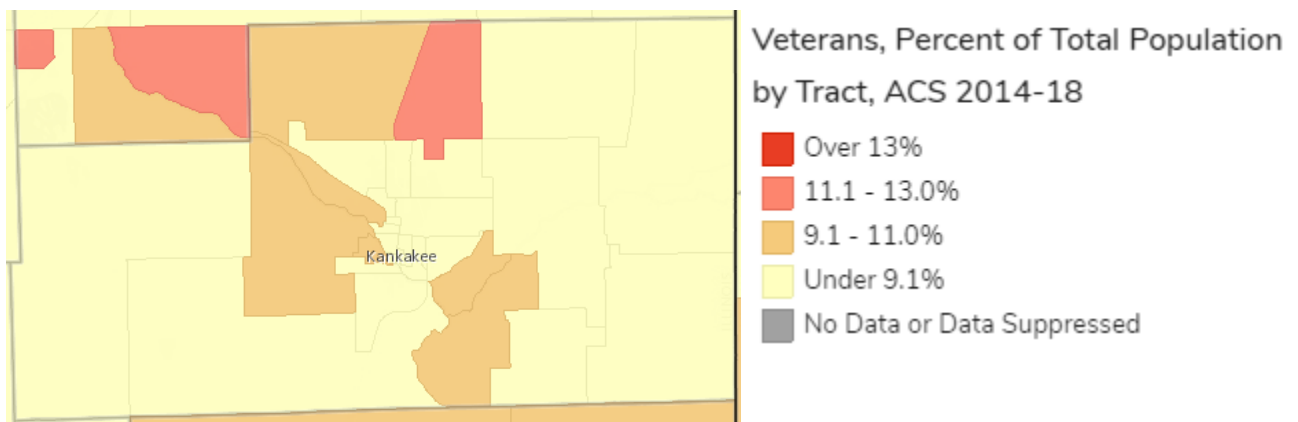 Veterans, Percent of Total Population
by Tract, ACS 2014-18
Over 13%
11.1 - 13.0%
9.1 - 11.0%
Under 9.1%
No Data or Data Suppressed
Kankakee